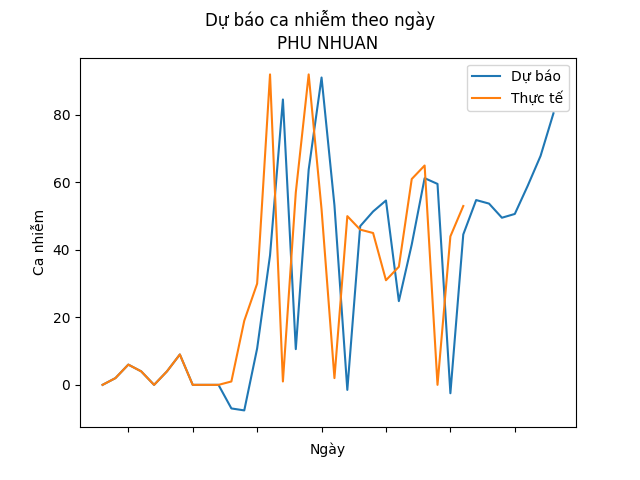 Dự báo ca nhiễm theo ngày
PHU NHUAN
Dự báo
Thực tế
Ca nhiễm
80
60
40
20
0
Ngày